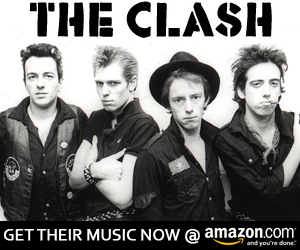 THE CLASH
GET THEIR MUSIC NOW @ amazon.com
and you're done.